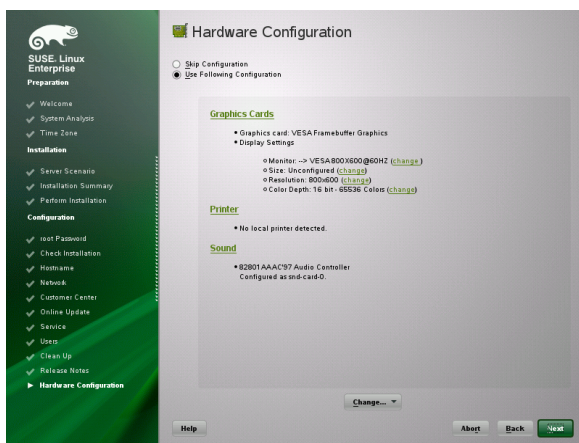 SUSE. Linux
Enterprise
Preparation
Welcome
System Analysis
Time Zone
Installation
Server Scenario
Installation Summary
Perform Installation
Configuration
root Password
Check Installation
Hostname
Network
Customer Center
Online Update
Service
Users
Clean Up
Release Notes
Hardware Configuration
Hardware Configuration
Skip Configuration
Use Following Configuration
Graphics Cards
Graphics card: VESA Framebuffer Graphics
Display Settings
Monitor: --> VESA 800X600@60HZ (change )
Size: Unconfigured (change)
Resolution: 800x600 (change)
Color Depth: 16 bit - 65536 Colors (change)
Printer
No local printer detected.
Sound
82801AAAC'97 Audio Controller
Configured as snd-card-0.
Change...
Help
Abort
Back
Next